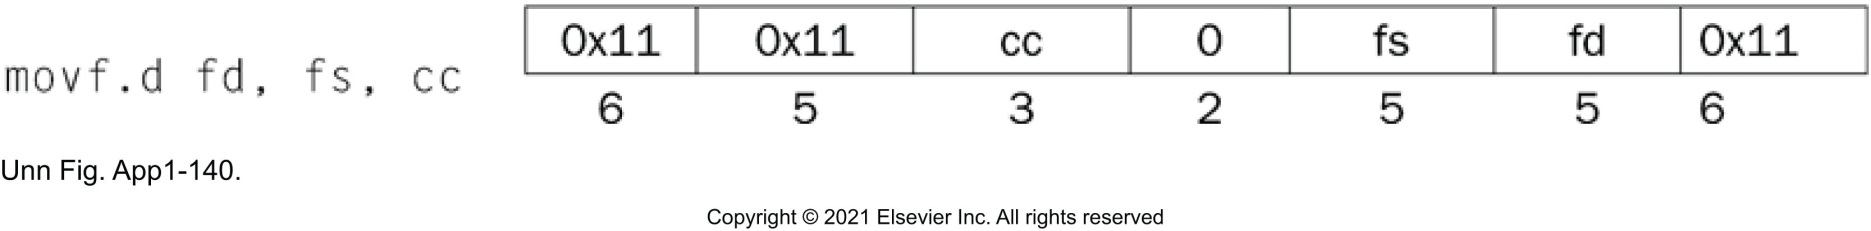 0x11 0x11 cc 0 fs fd 0x11
movf.d fd, fs, cc
6 5 3 2 5 5 6
Unn Fig. App1-140.
Copyright © 2021 Elsevier Inc. All rights reserved